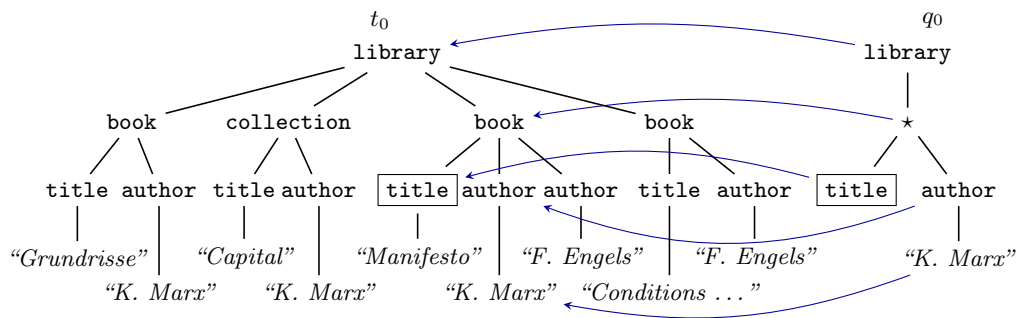 t₀ q₀
library library
book collection book book ⋆
title author title author title author author title author title author
“Grundrisse” “Capital” “Manifesto” “F. Engels” “F. Engels” “K. Marx”
“K. Marx” “K. Marx” “K. Marx” “Conditions ...”